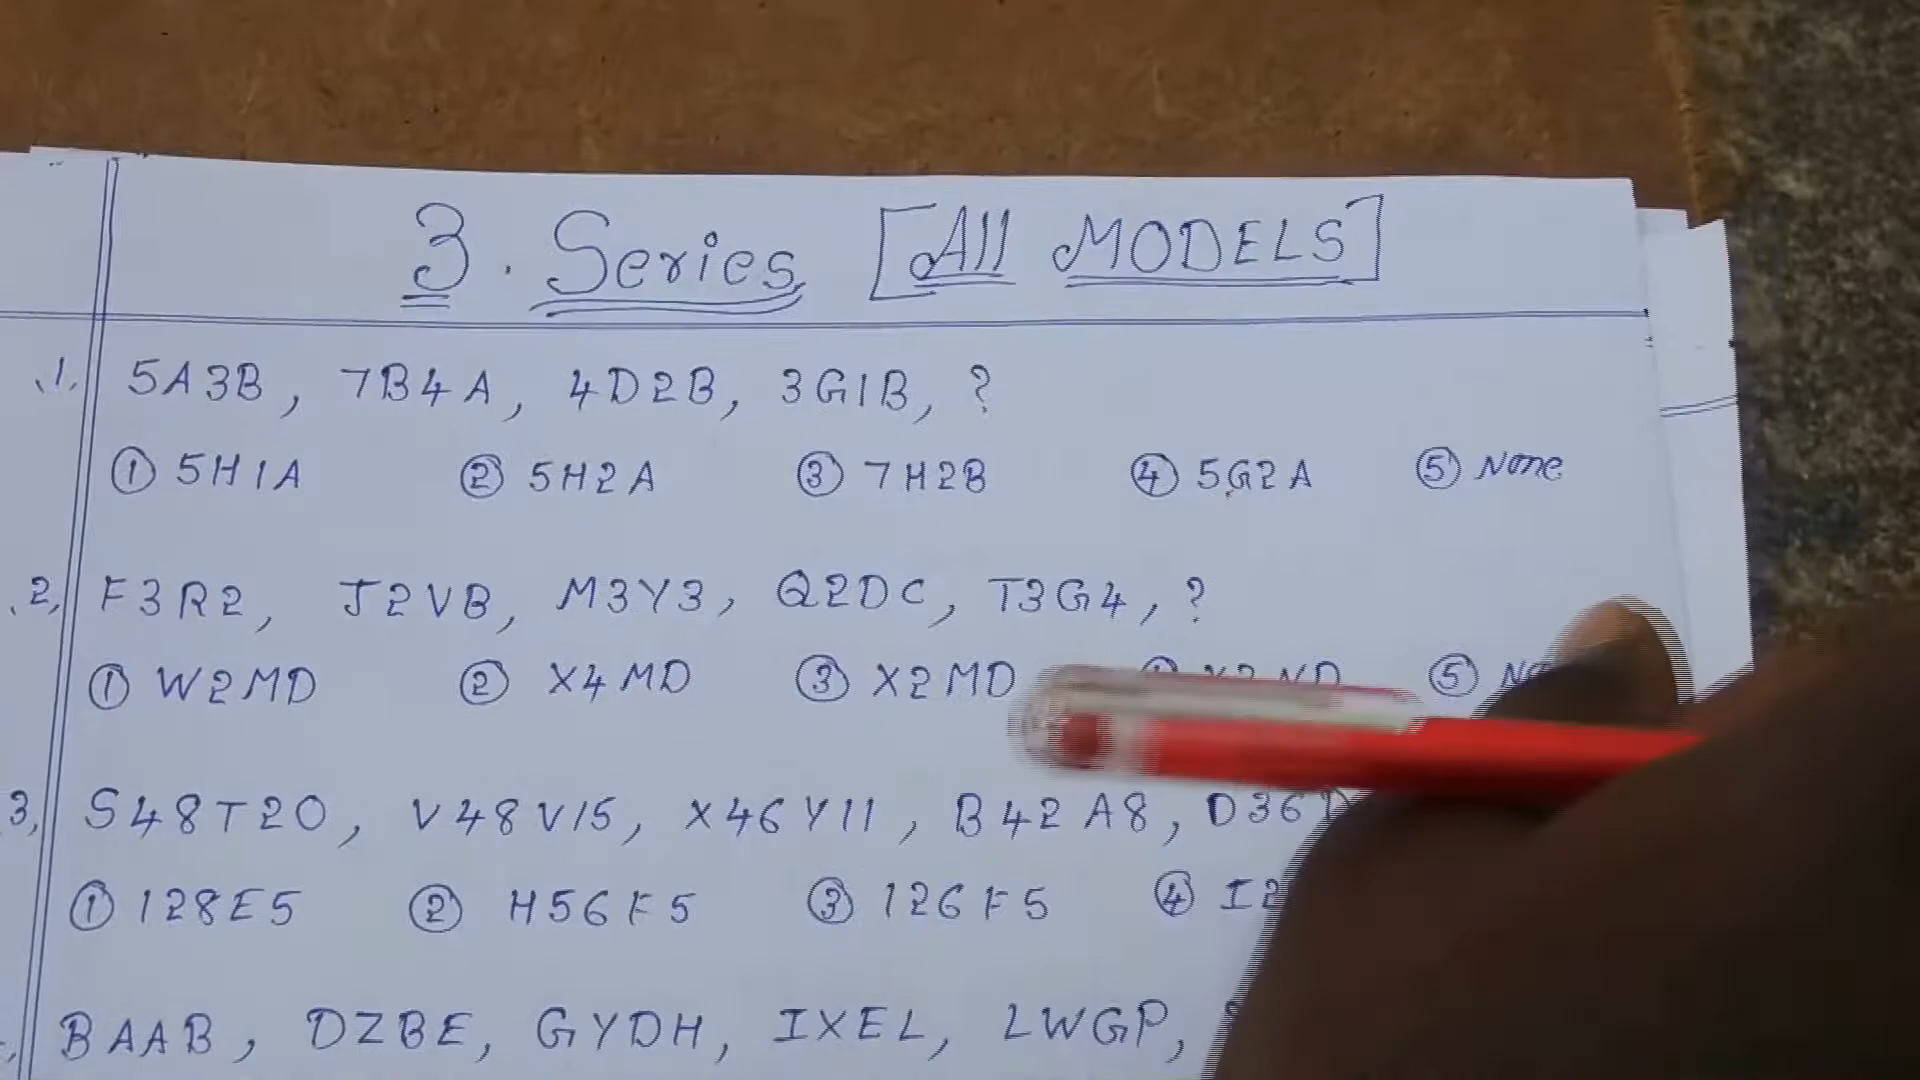 3. Series [All MODELS]
1. 5A3B, 7B4A, 4D2B, 3G1B, ?
① 5H1A ② 5H2A ③ 7H2B ④ 5G2A ⑤ None
2, F3R2, J2VB, M3Y3, Q2DC, T3G4, ?
① W2MD ② X4MD ③ X2MD ⑤
3, S48T20, V48V15, X46Y11, B42A8,
① 128E5 ② H56F5 ③ 126F5 ④
BAAB, DZBE, GYDH, IXEL, LWGP,